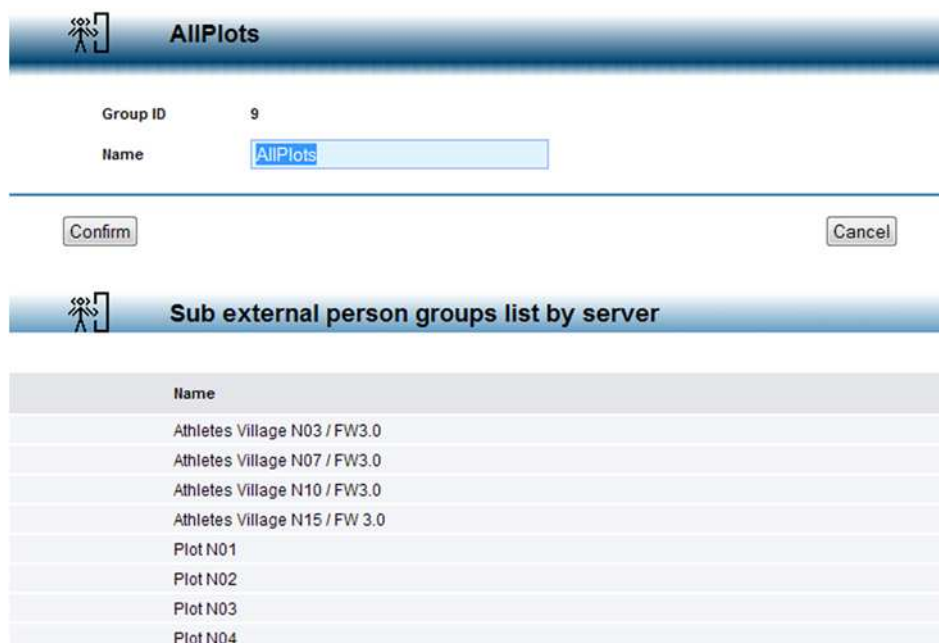 AllPlots
Group ID 9
Name AllPlots
Confirm Cancel
Sub external person groups list by server
Name
Athletes Village N03 / FW3.0
Athletes Village N07 / FW3.0
Athletes Village N10 / FW3.0
Athletes Village N15 / FW 3.0
Plot N01
Plot N02
Plot N03
Plot N04